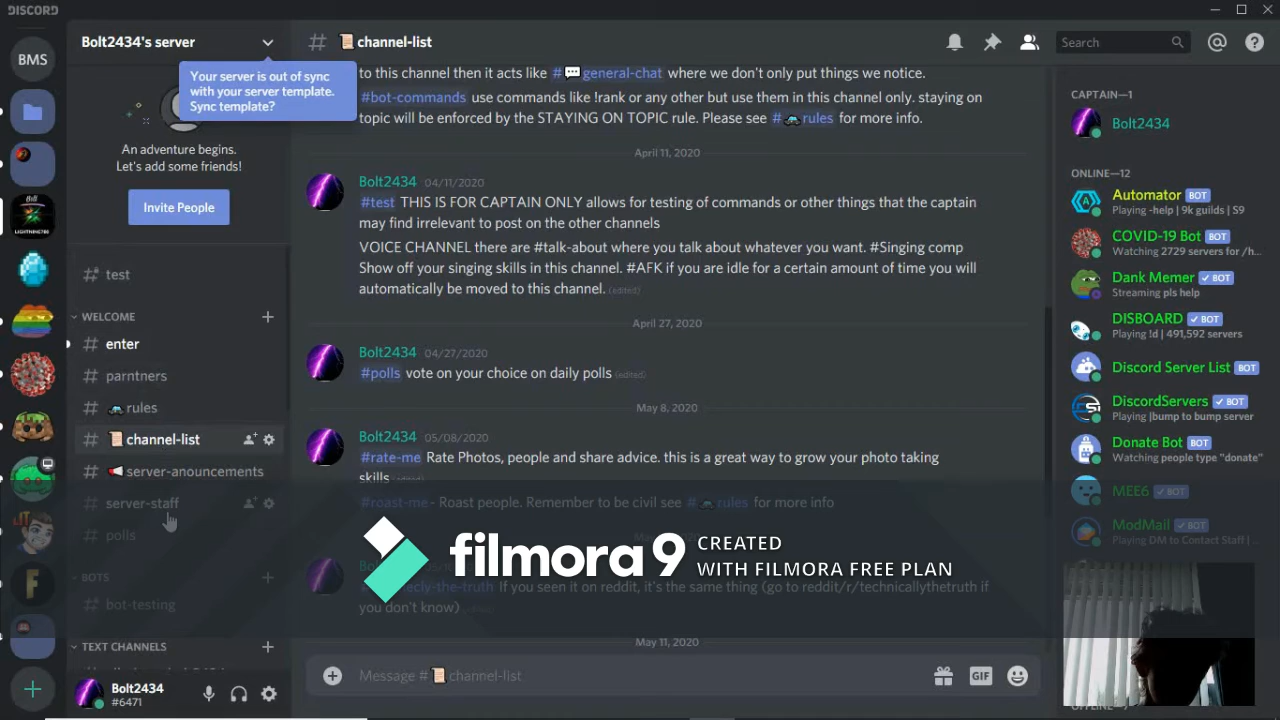 DISCORD
BMS
Bolt2434's server
Your server is out of sync
with your server template.
Sync template?
An adventure begins.
Let's add some friends!
Invite People
test
WELCOME
enter
parntners
rules
channel-list
server-anouncements
server-staff
polls
BOTS
bot-testing
TEXT CHANNELS
Bolt2434
#6471
# channel-list
Search
to this channel then it acts like # general-chat where we don't only put things we notice.
#bot-commands use commands like !rank or any other but use them in this channel only. staying on
topic will be enforced by the STAYING ON TOPIC rule. Please see # rules for more info.
April 11, 2020
Bolt2434 04/11/2020
#test THIS IS FOR CAPTAIN ONLY allows for testing of commands or other things that the captain
may find irrelevant to post on the other channels
VOICE CHANNEL there are #talk-about where you talk about whatever you want. #Singing comp
Show off your singing skills in this channel. #AFK if you are idle for a certain amount of time you will
automatically be moved to this channel. (edited)
April 27, 2020
Bolt2434 04/27/2020
#polls vote on your choice on daily polls (edited)
May 8, 2020
Bolt2434 05/08/2020
#rate-me Rate Photos, people and share advice. this is a great way to grow your photo taking
skills (edited)
#roast-me - Roast people. Remember to be civil see # rules for more info
filmora9 CREATED
WITH FILMORA FREE PLAN
If you seen it on reddit, it's the same thing (go to reddit/r/technicallythetruth if
you don't know)
May 11, 2020
Message # channel-list
GIF
CAPTAIN—1
Bolt2434
ONLINE—12
Automator BOT
Playing -help | 9k guilds | S9
COVID-19 Bot BOT
Watching 2729 servers for /h...
Dank Memer BOT
Streaming pls help
DISBOARD BOT
Playing !d | 491,592 servers
Discord Server List BOT
DiscordServers BOT
Playing |bump to bump server
Donate Bot BOT
Watching people type "donate"
MEE6 BOT
ModMail BOT
Playing DM to Contact Staff | ...